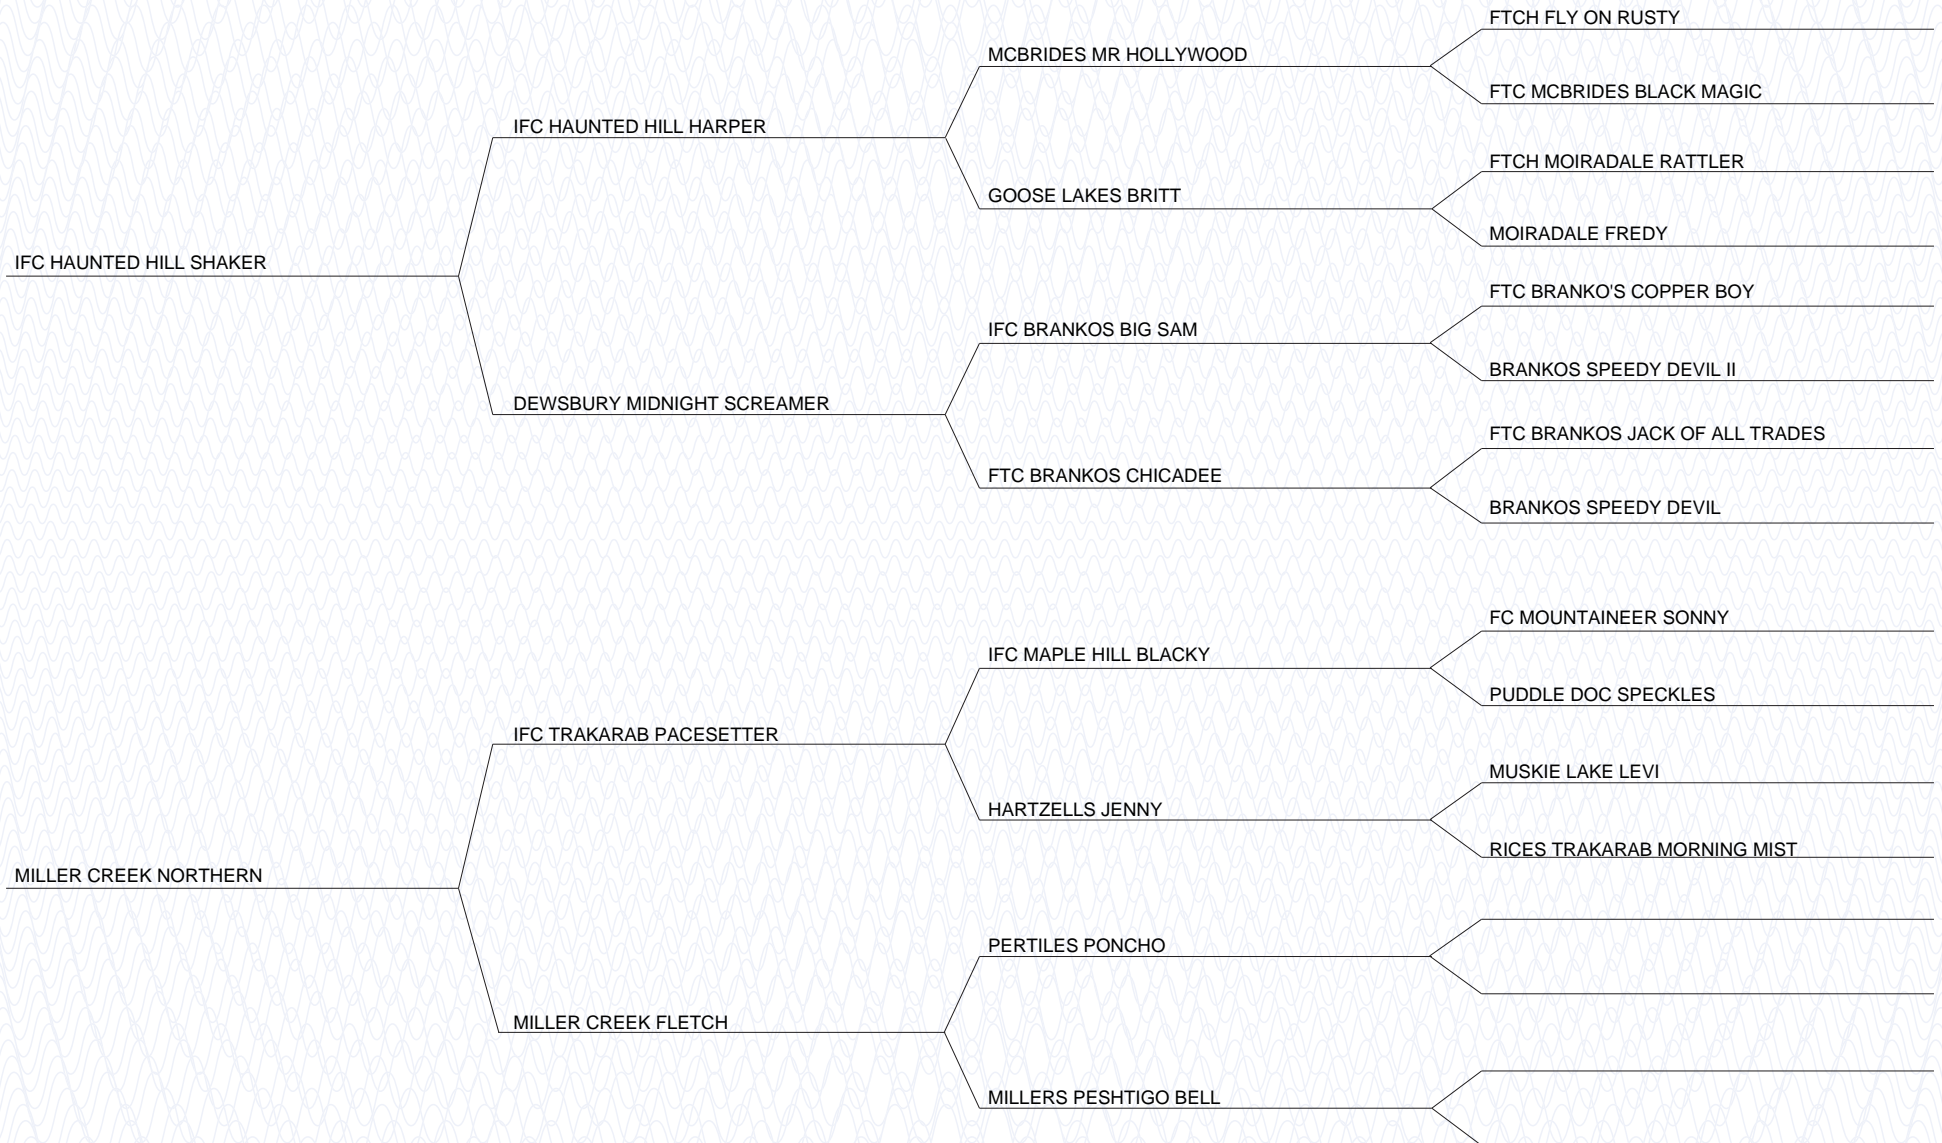 FTCH FLY ON RUSTY
MCBRIDES MR HOLLYWOOD
FTC MCBRIDES BLACK MAGIC
IFC HAUNTED HILL HARPER
FTCH MOIRADALE RATTLER
GOOSE LAKES BRITT
MOIRADALE FREDY
IFC HAUNTED HILL SHAKER
FTC BRANKO'S COPPER BOY
IFC BRANKOS BIG SAM
BRANKOS SPEEDY DEVIL II
DEWSBURY MIDNIGHT SCREAMER
FTC BRANKOS JACK OF ALL TRADES
FTC BRANKOS CHICADEE
BRANKOS SPEEDY DEVIL
FC MOUNTAINEER SONNY
IFC MAPLE HILL BLACKY
PUDDLE DOC SPECKLES
IFC TRAKARAB PACESETTER
MUSKIE LAKE LEVI
HARTZELLS JENNY
RICES TRAKARAB MORNING MIST
MILLER CREEK NORTHERN
PERTILES PONCHO
MILLER CREEK FLETCH
MILLERS PESHTIGO BELL